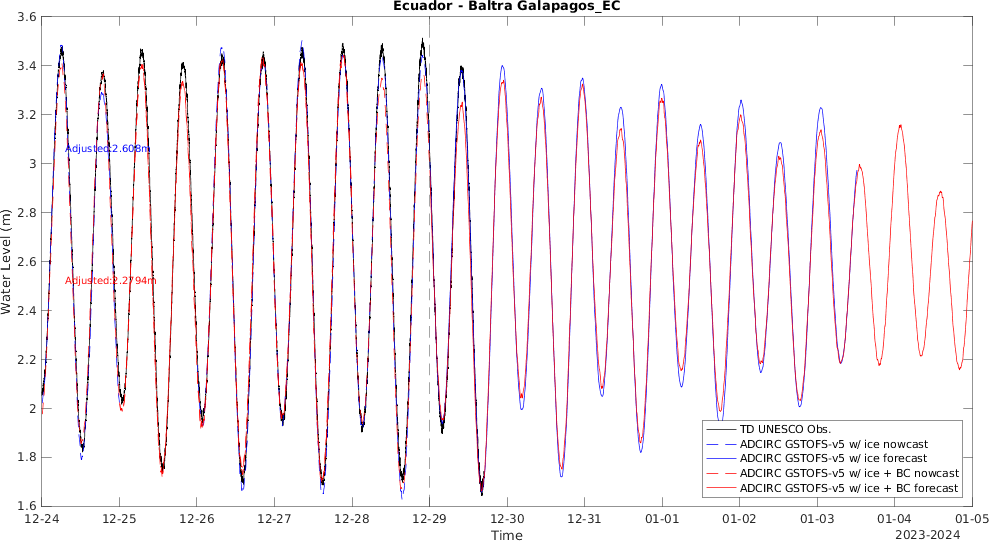 Ecuador - Baltra Galapagos_EC
3.6
3.4
3.2
3
2.8
2.6
2.4
2.2
2
1.8
1.6
Water Level (m)
Adjusted:2.608m
Adjusted:2.2794m
TD UNESCO Obs.
ADCIRC GSTOFS-v5 w/ ice nowcast
ADCIRC GSTOFS-v5 w/ ice forecast
ADCIRC GSTOFS-v5 w/ ice + BC nowcast
ADCIRC GSTOFS-v5 w/ ice + BC forecast
12-24 12-25 12-26 12-27 12-28 12-29 12-30 12-31 01-01 01-02 01-03 01-04 01-05
Time
2023-2024